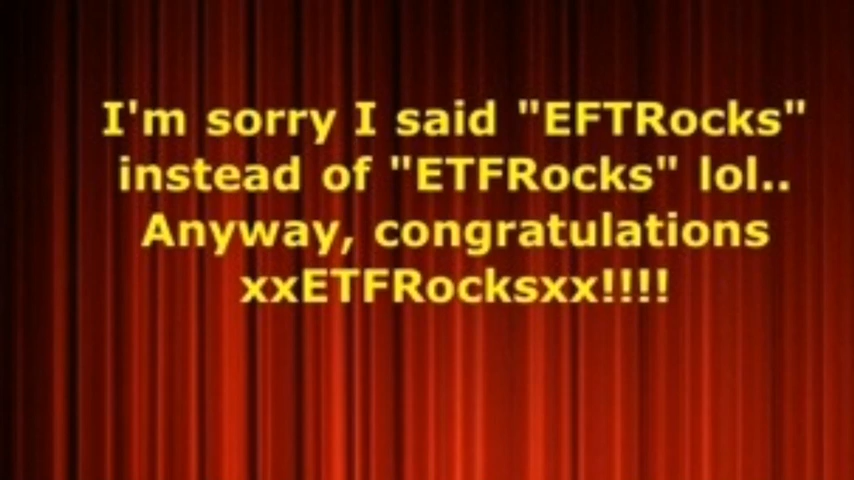 I'm sorry I said "EFTRocks"
instead of "ETFRocks" lol..
Anyway, congratulations
xxETFRocksxx!!!!